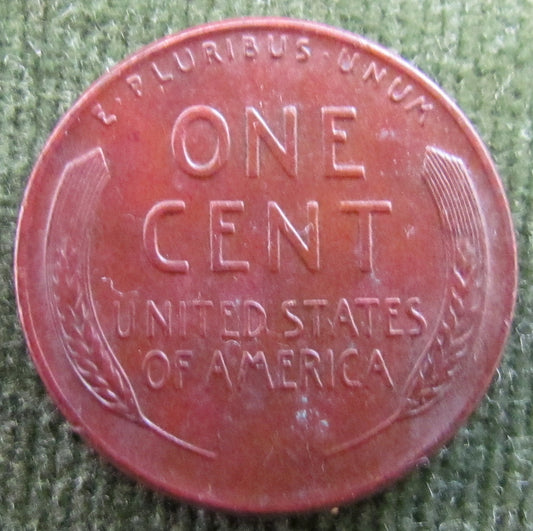 E · PLURIBUS · UNUM
ONE
CENT
UNITED STATES
OF AMERICA